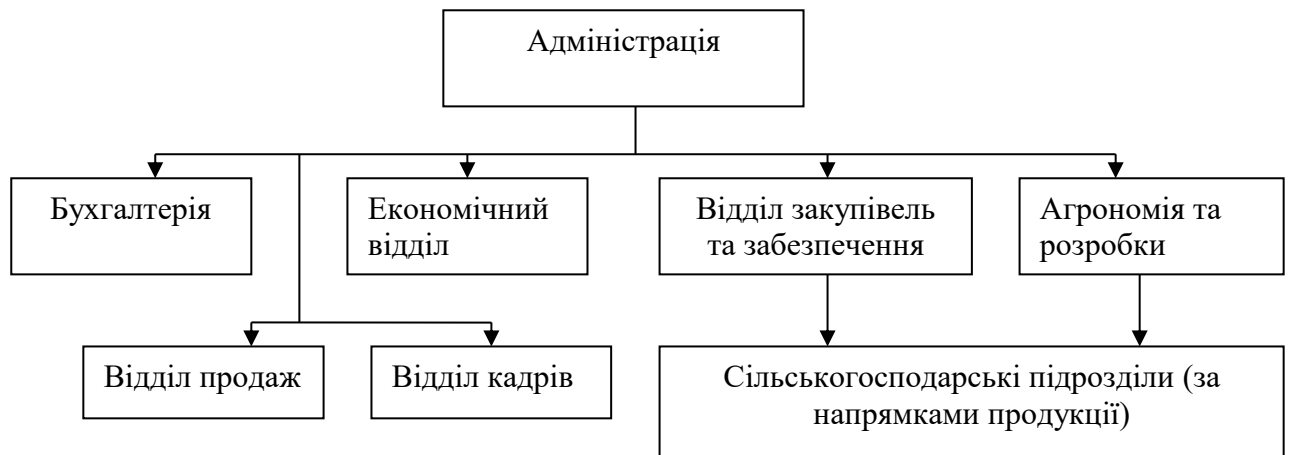 Адміністрація
Бухгалтерія
Економічний
відділ
Відділ закупівель
та забезпечення
Агрономія та
розробки
Відділ продаж
Відділ кадрів
Сільськогосподарські підрозділи (за
напрямками продукції)